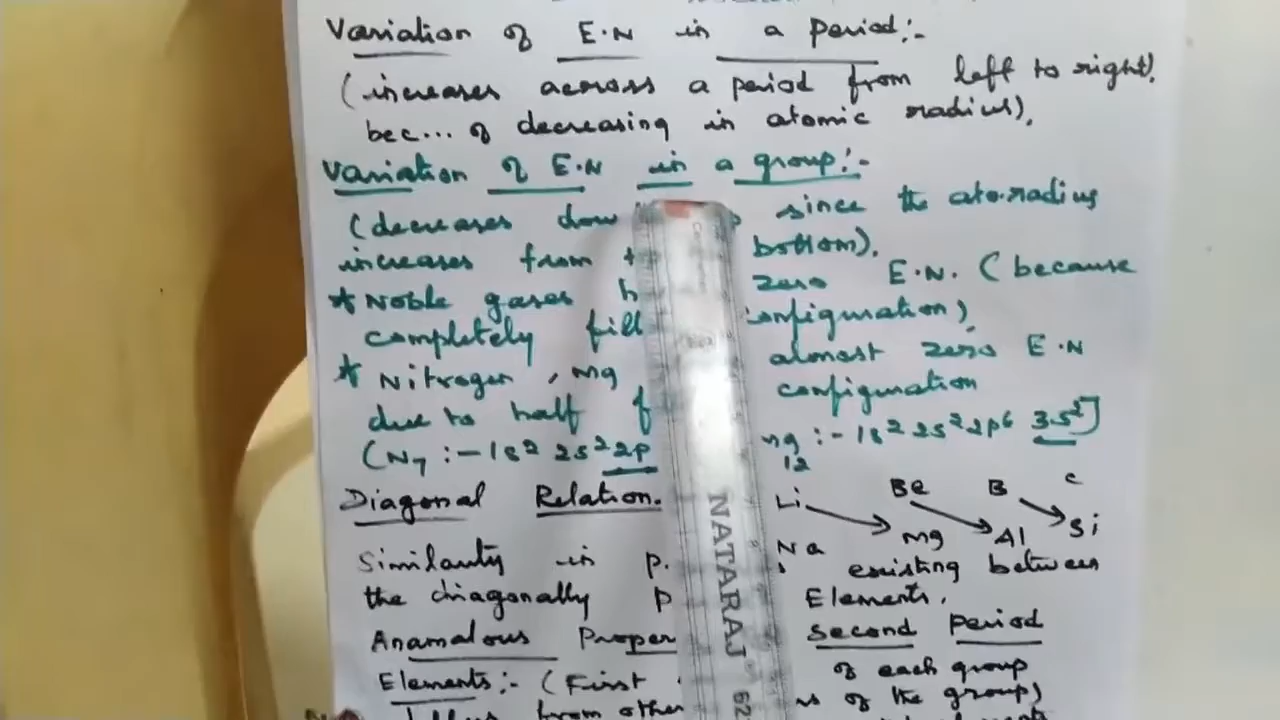 Variation of E.N in a period:-
(increases across a period from left to right).
bec... of decreasing in atomic radius).
Variation of E.N in a group:-
(decreases since the ato.radius
increases from bottom).
* Noble gases zero E.N. (because
completely configuration)
* Nitrogen, Mg almost zero E.N
due to half configuration
(N7 :- 1s2 2s2 2p Mg 12 :- 1s2 2s2 2p6 3s2]
Diagonal Relation. Li Be B C
Na Mg Al Si
Similarity in p. existing between
the diagonally p Elements.
Anamalous Proper Second Period
Elements:- (First of each group
from other of the group)
NATARAJ 62